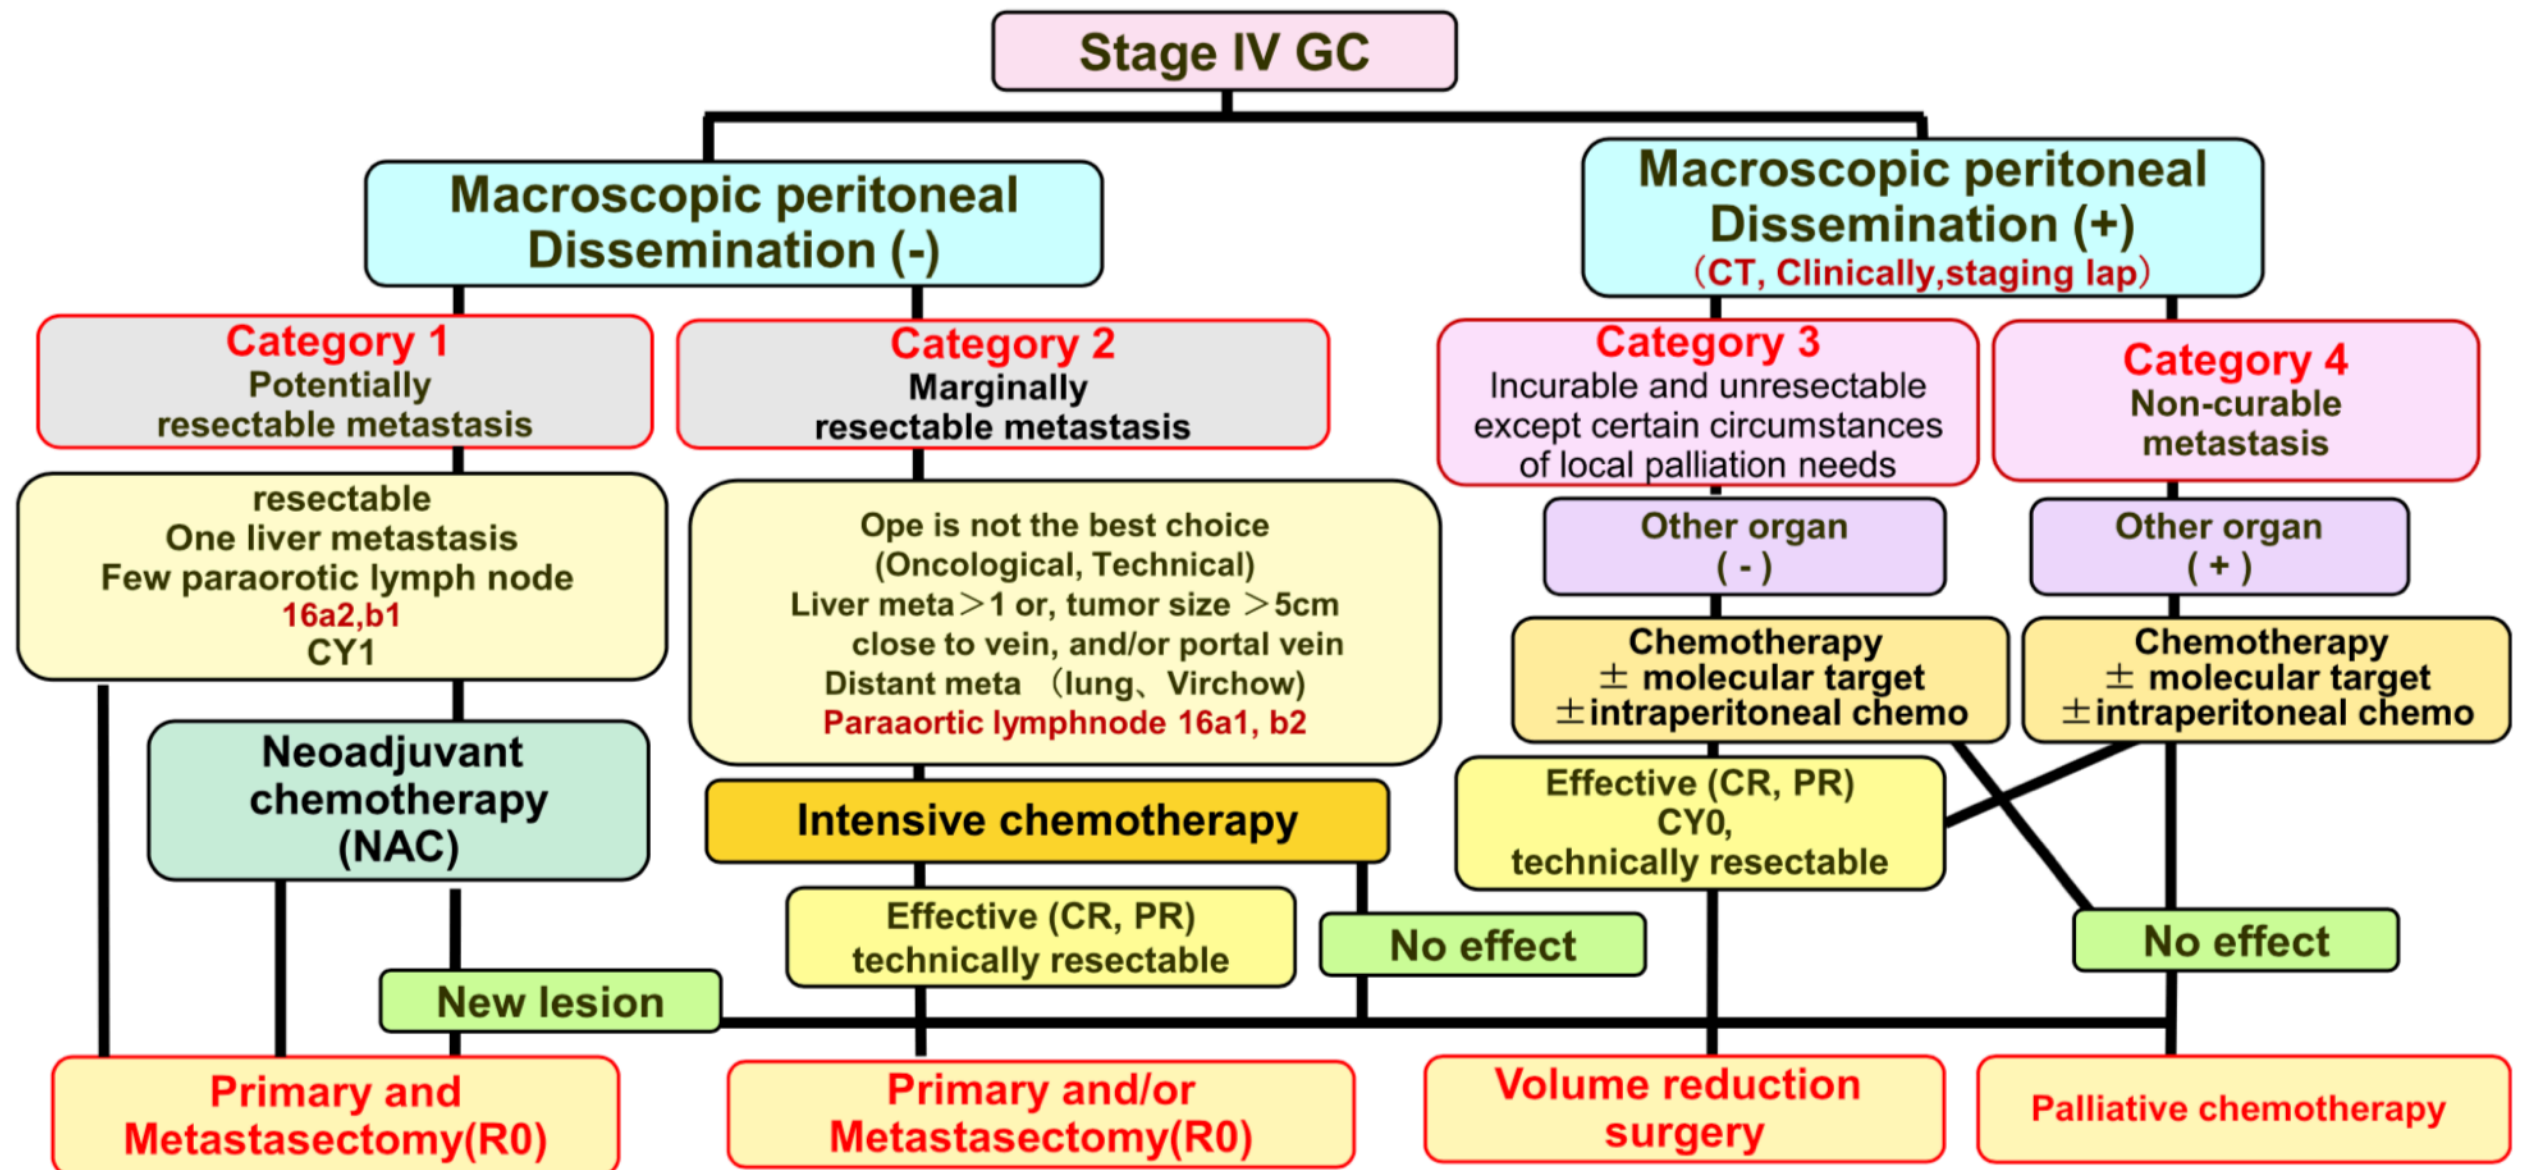 Stage IV GC
Macroscopic peritoneal
Dissemination (-)
Macroscopic peritoneal
Dissemination (+)
（CT, Clinically,staging lap）
Category 1
Potentially
resectable metastasis
Category 2
Marginally
resectable metastasis
Category 3
Incurable and unresectable
except certain circumstances
of local palliation needs
Category 4
Non-curable
metastasis
resectable
One liver metastasis
Few paraorotic lymph node
16a2,b1
CY1
Ope is not the best choice
(Oncological, Technical)
Liver meta＞1 or, tumor size ＞5cm
close to vein, and/or portal vein
Distant meta （lung、Virchow)
Paraaortic lymphnode 16a1, b2
Other organ
( - )
Other organ
( + )
Chemotherapy
± molecular target
±intraperitoneal chemo
Chemotherapy
± molecular target
±intraperitoneal chemo
Neoadjuvant
chemotherapy
(NAC)
Intensive chemotherapy
Effective (CR, PR)
CY0,
technically resectable
Effective (CR, PR)
technically resectable
No effect
No effect
New lesion
Primary and
Metastasectomy(R0)
Primary and/or
Metastasectomy(R0)
Volume reduction
surgery
Palliative chemotherapy